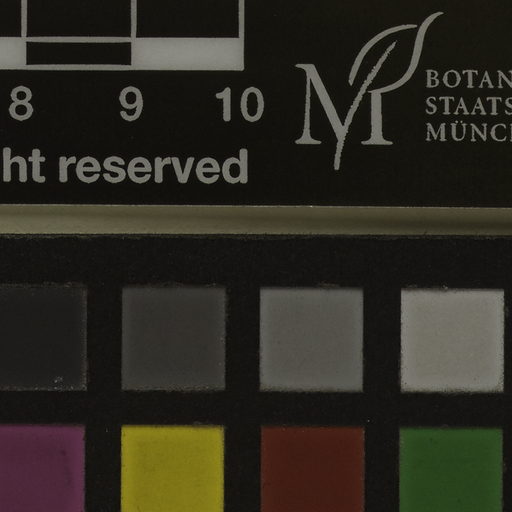 8 9 10
ht reserved
M
BOTAN
STAATS
MÜNC